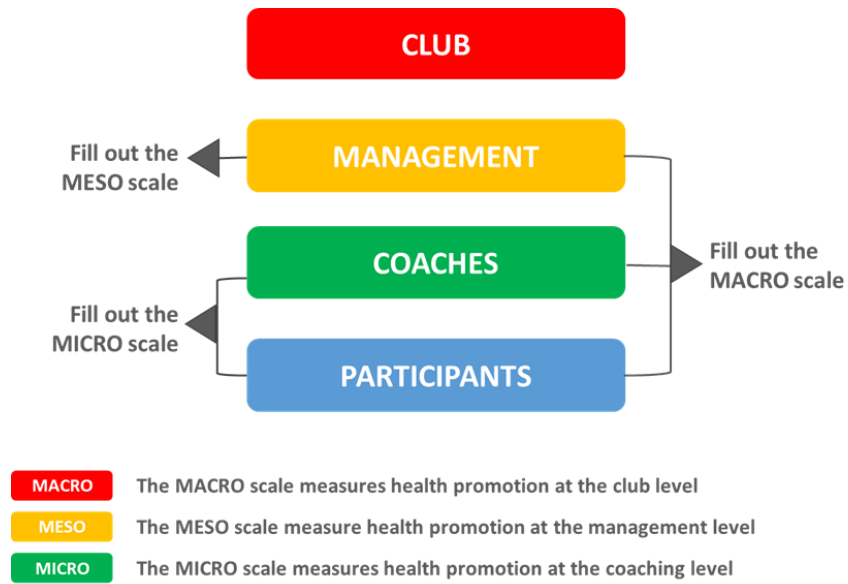 CLUB
Fill out the
MESO scale
MANAGEMENT
COACHES
Fill out the
MACRO scale
Fill out the
MICRO scale
PARTICIPANTS
MACRO The MACRO scale measures health promotion at the club level
MESO The MESO scale measure health promotion at the management level
MICRO The MICRO scale measures health promotion at the coaching level